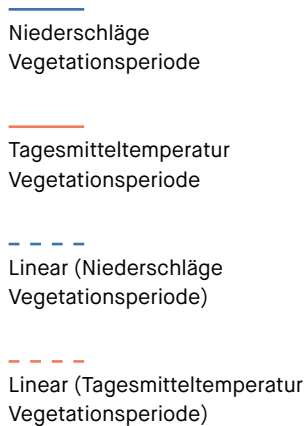 Niederschläge
Vegetationsperiode
Tagesmitteltemperatur
Vegetationsperiode
Linear (Niederschläge
Vegetationsperiode)
Linear (Tagesmitteltemperatur
Vegetationsperiode)